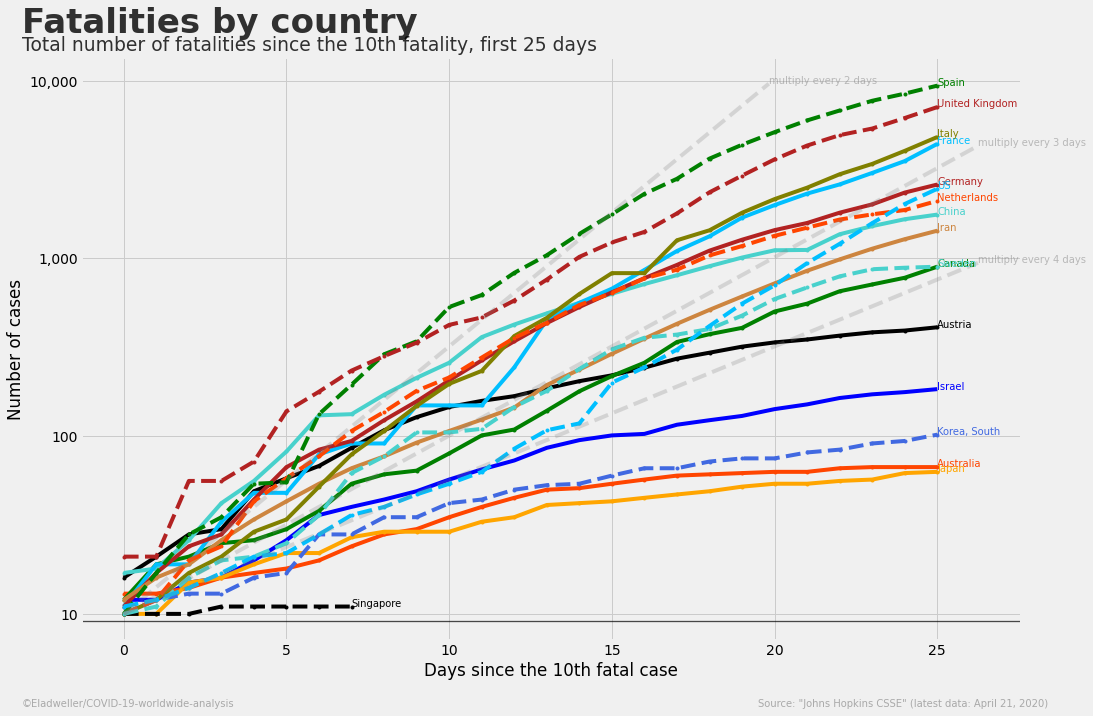 Fatalities by country
Total number of fatalities since the 10th fatality, first 25 days
10,000
1,000
100
10
Number of cases
multiply every 2 days
Spain
United Kingdom
Italy
France
multiply every 3 days
Germany
US
Netherlands
China
Iran
multiply every 4 days
Canada
Austria
Israel
Korea, South
Australia
Japan
Singapore
0
5
10
15
20
25
Days since the 10th fatal case
©Eladweller/COVID-19-worldwide-analysis
Source: "Johns Hopkins CSSE" (latest data: April 21, 2020)